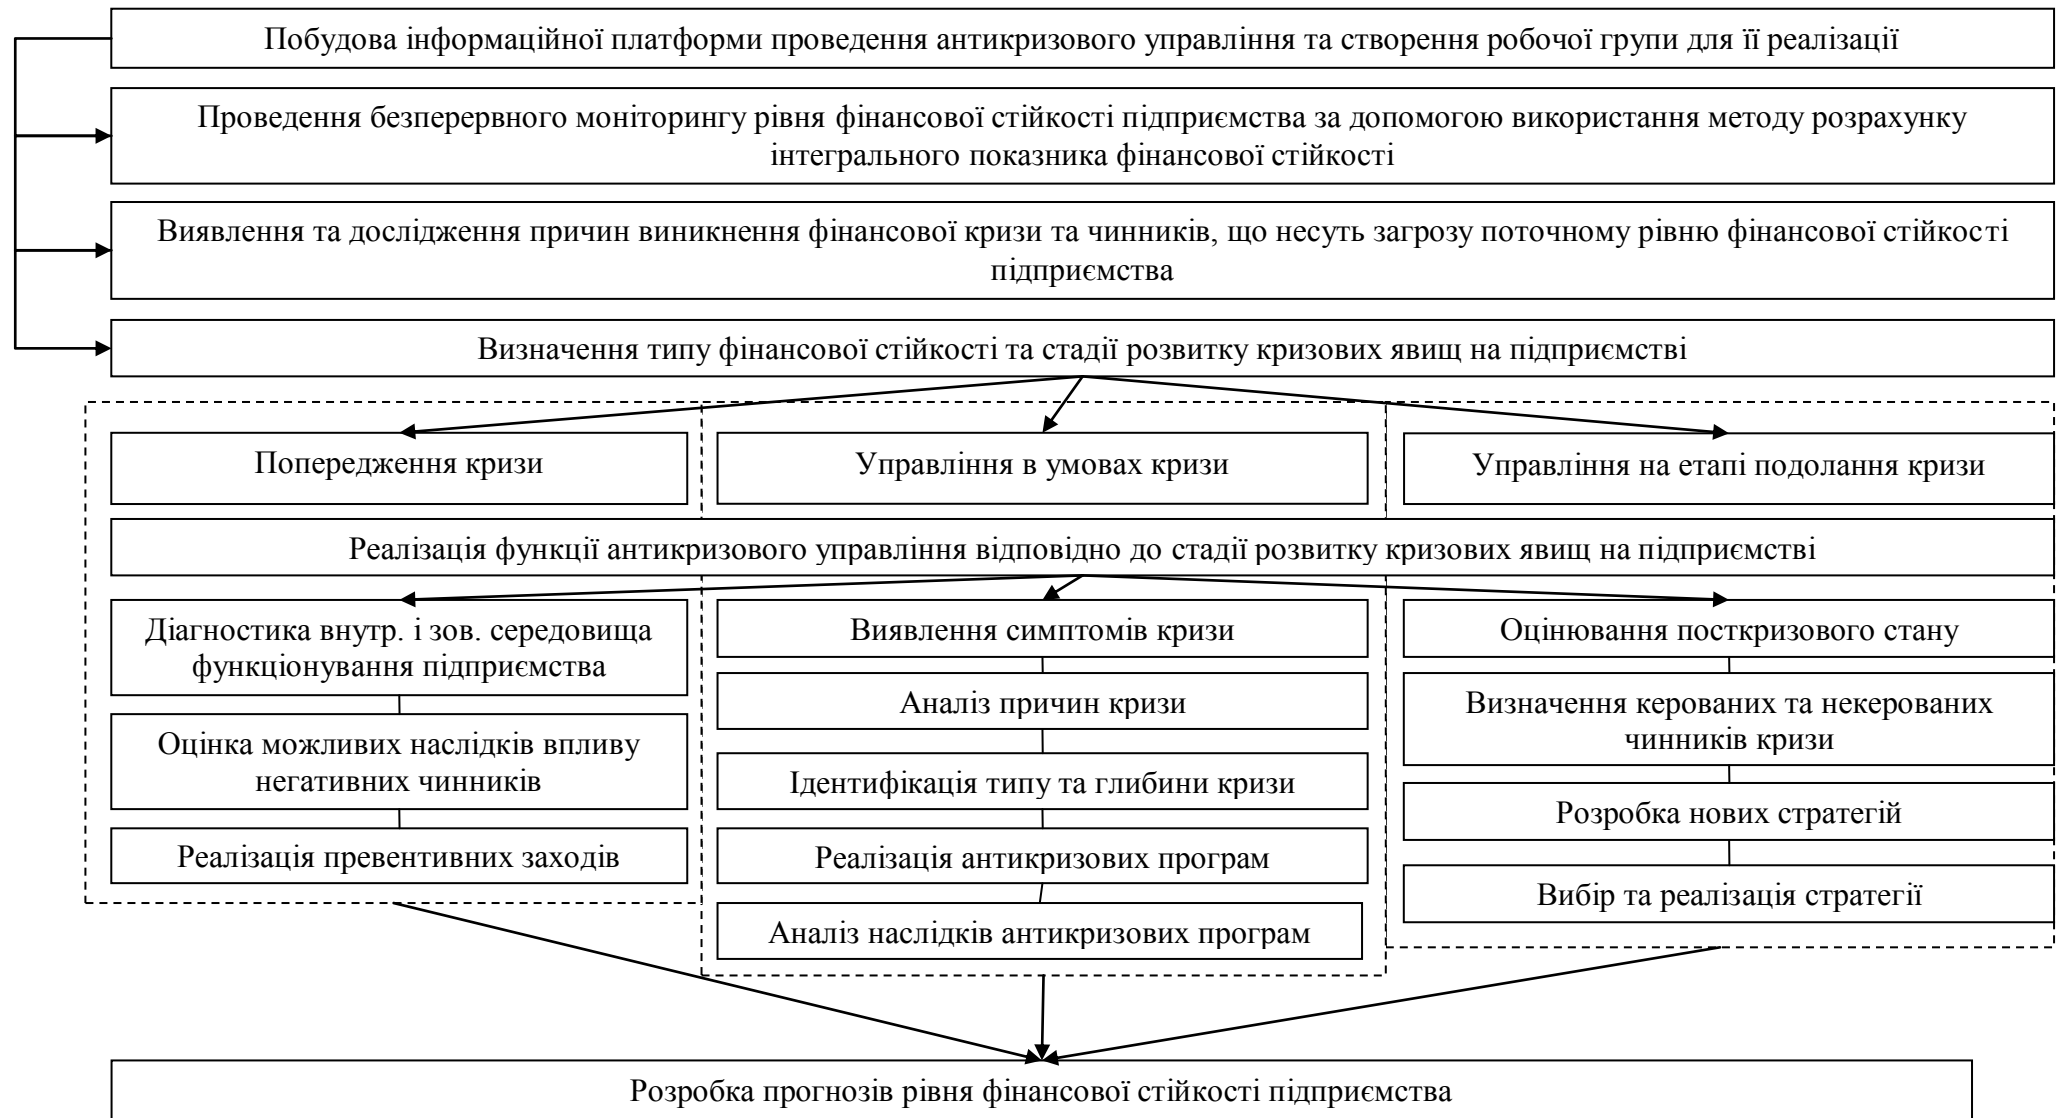 Побудова інформаційної платформи проведення антикризового управління та створення робочої групи для її реалізації
Проведення безперервного моніторингу рівня фінансової стійкості підприємства за допомогою використання методу розрахунку
інтегрального показника фінансової стійкості
Виявлення та дослідження причин виникнення фінансової кризи та чинників, що несуть загрозу поточному рівню фінансової стійкості
підприємства
Визначення типу фінансової стійкості та стадії розвитку кризових явищ на підприємстві
Попередження кризи
Управління в умовах кризи
Управління на етапі подолання кризи
Реалізація функції антикризового управління відповідно до стадії розвитку кризових явищ на підприємстві
Діагностика внутр. і зов. середовища
функціонування підприємства
Оцінка можливих наслідків впливу
негативних чинників
Реалізація превентивних заходів
Виявлення симптомів кризи
Аналіз причин кризи
Ідентифікація типу та глибини кризи
Реалізація антикризових програм
Аналіз наслідків антикризових програм
Оцінювання посткризового стану
Визначення керованих та некерованих
чинників кризи
Розробка нових стратегій
Вибір та реалізація стратегії
Розробка прогнозів рівня фінансової стійкості підприємства